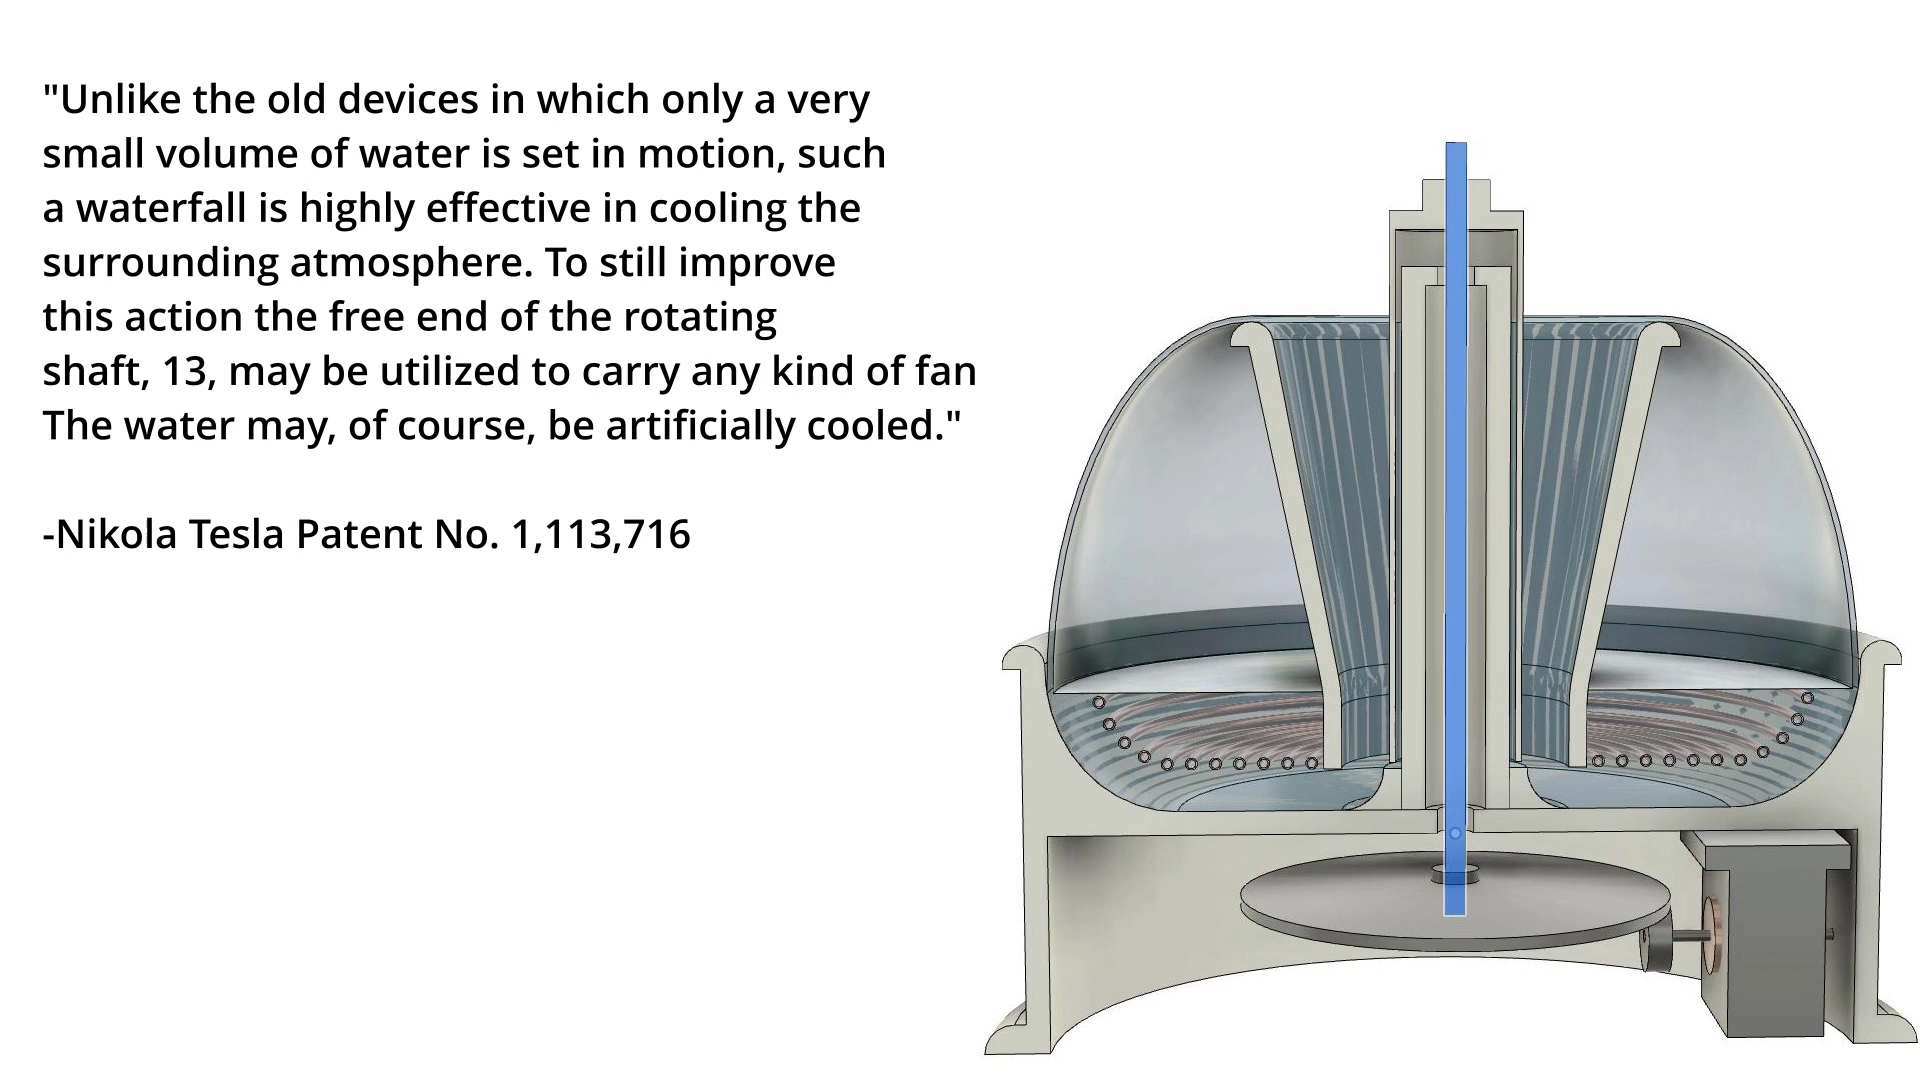 "Unlike the old devices in which only a very
small volume of water is set in motion, such
a waterfall is highly effective in cooling the
surrounding atmosphere. To still improve
this action the free end of the rotating
shaft, 13, may be utilized to carry any kind of fan
The water may, of course, be artificially cooled."
-Nikola Tesla Patent No. 1,113,716